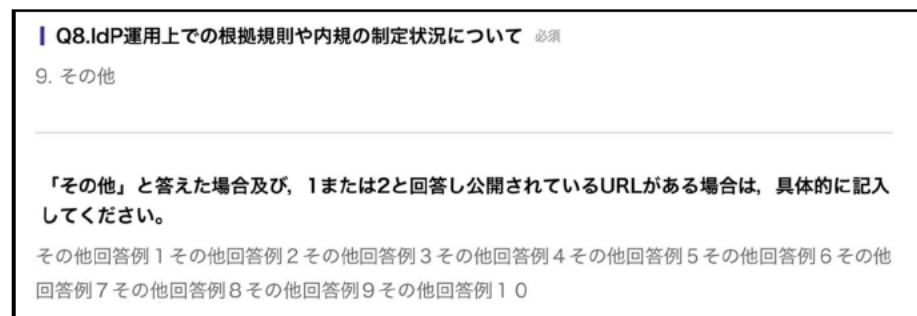 Q8.IdP運用上での根拠規則や内規の制定状況について 必須
9. その他
「その他」と答えた場合及び，1または2と回答し公開されているURLがある場合は，具体的に記入
してください。
その他回答例１その他回答例２その他回答例３その他回答例４その他回答例５その他回答例６その他
回答例７その他回答例８その他回答例９その他回答例１０